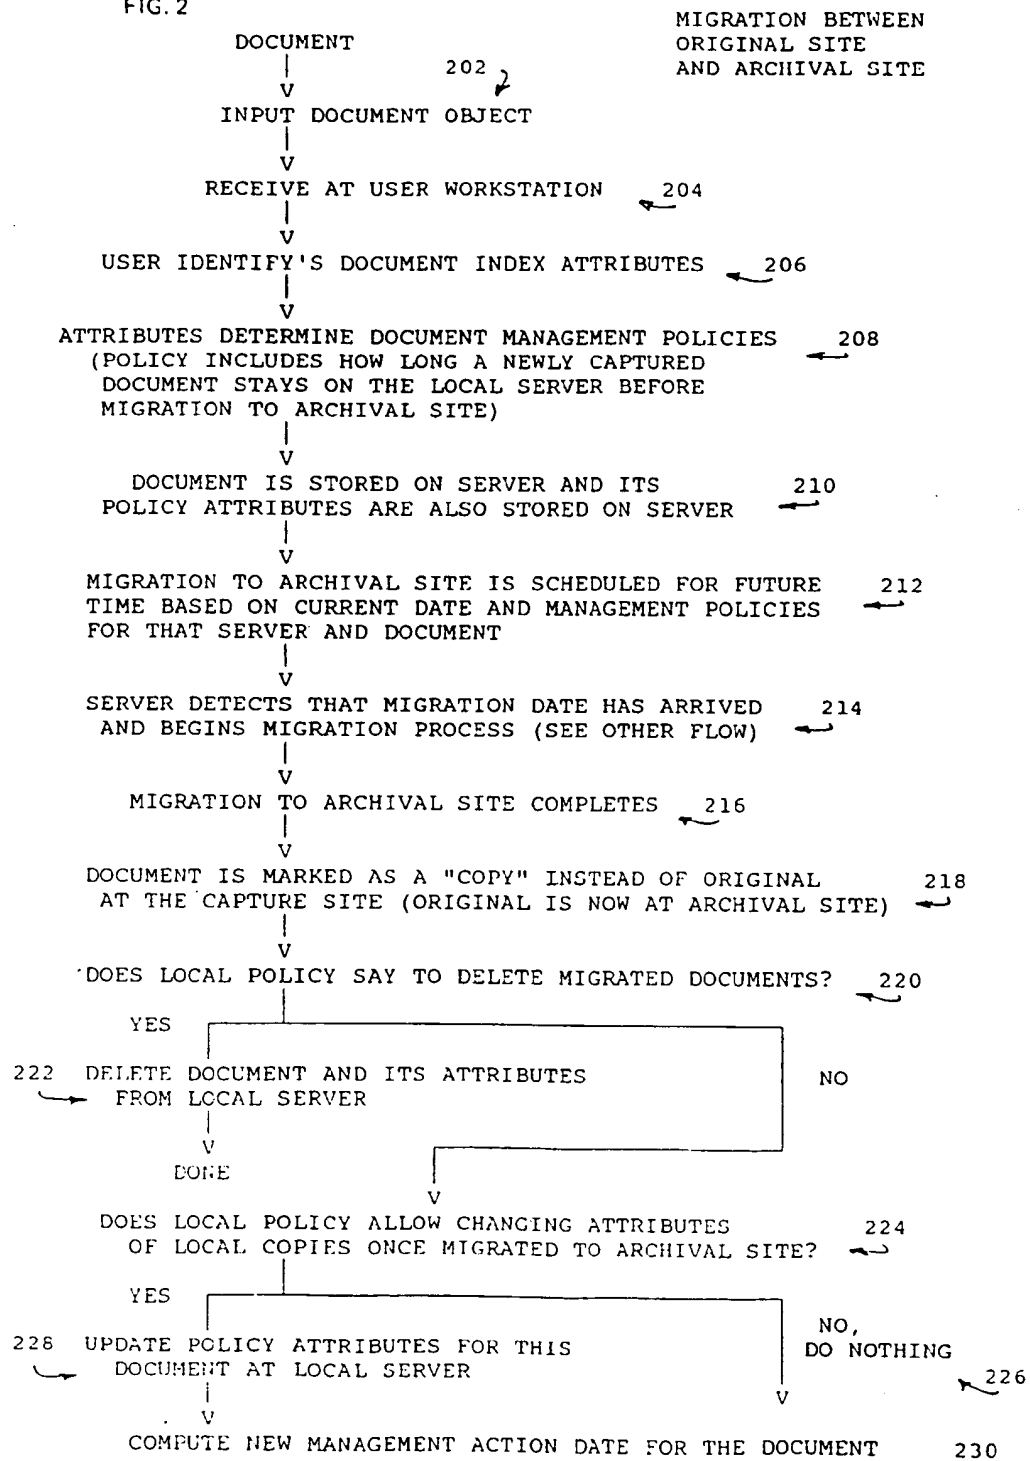 FIG. 2
MIGRATION BETWEEN
ORIGINAL SITE
AND ARCHIVAL SITE
DOCUMENT
202
INPUT DOCUMENT OBJECT
RECEIVE AT USER WORKSTATION 204
USER IDENTIFY'S DOCUMENT INDEX ATTRIBUTES 206
ATTRIBUTES DETERMINE DOCUMENT MANAGEMENT POLICIES 208
(POLICY INCLUDES HOW LONG A NEWLY CAPTURED
DOCUMENT STAYS ON THE LOCAL SERVER BEFORE
MIGRATION TO ARCHIVAL SITE)
DOCUMENT IS STORED ON SERVER AND ITS 210
POLICY ATTRIBUTES ARE ALSO STORED ON SERVER
MIGRATION TO ARCHIVAL SITE IS SCHEDULED FOR FUTURE 212
TIME BASED ON CURRENT DATE AND MANAGEMENT POLICIES
FOR THAT SERVER AND DOCUMENT
SERVER DETECTS THAT MIGRATION DATE HAS ARRIVED 214
AND BEGINS MIGRATION PROCESS (SEE OTHER FLOW)
MIGRATION TO ARCHIVAL SITE COMPLETES 216
DOCUMENT IS MARKED AS A "COPY" INSTEAD OF ORIGINAL 218
AT THE CAPTURE SITE (ORIGINAL IS NOW AT ARCHIVAL SITE)
DOES LOCAL POLICY SAY TO DELETE MIGRATED DOCUMENTS? 220
YES
222 DELETE DOCUMENT AND ITS ATTRIBUTES NO
FROM LOCAL SERVER
DONE
DOES LOCAL POLICY ALLOW CHANGING ATTRIBUTES 224
OF LOCAL COPIES ONCE MIGRATED TO ARCHIVAL SITE?
YES
NO,
228 UPDATE POLICY ATTRIBUTES FOR THIS DO NOTHING
DOCUMENT AT LOCAL SERVER 226
COMPUTE NEW MANAGEMENT ACTION DATE FOR THE DOCUMENT 230